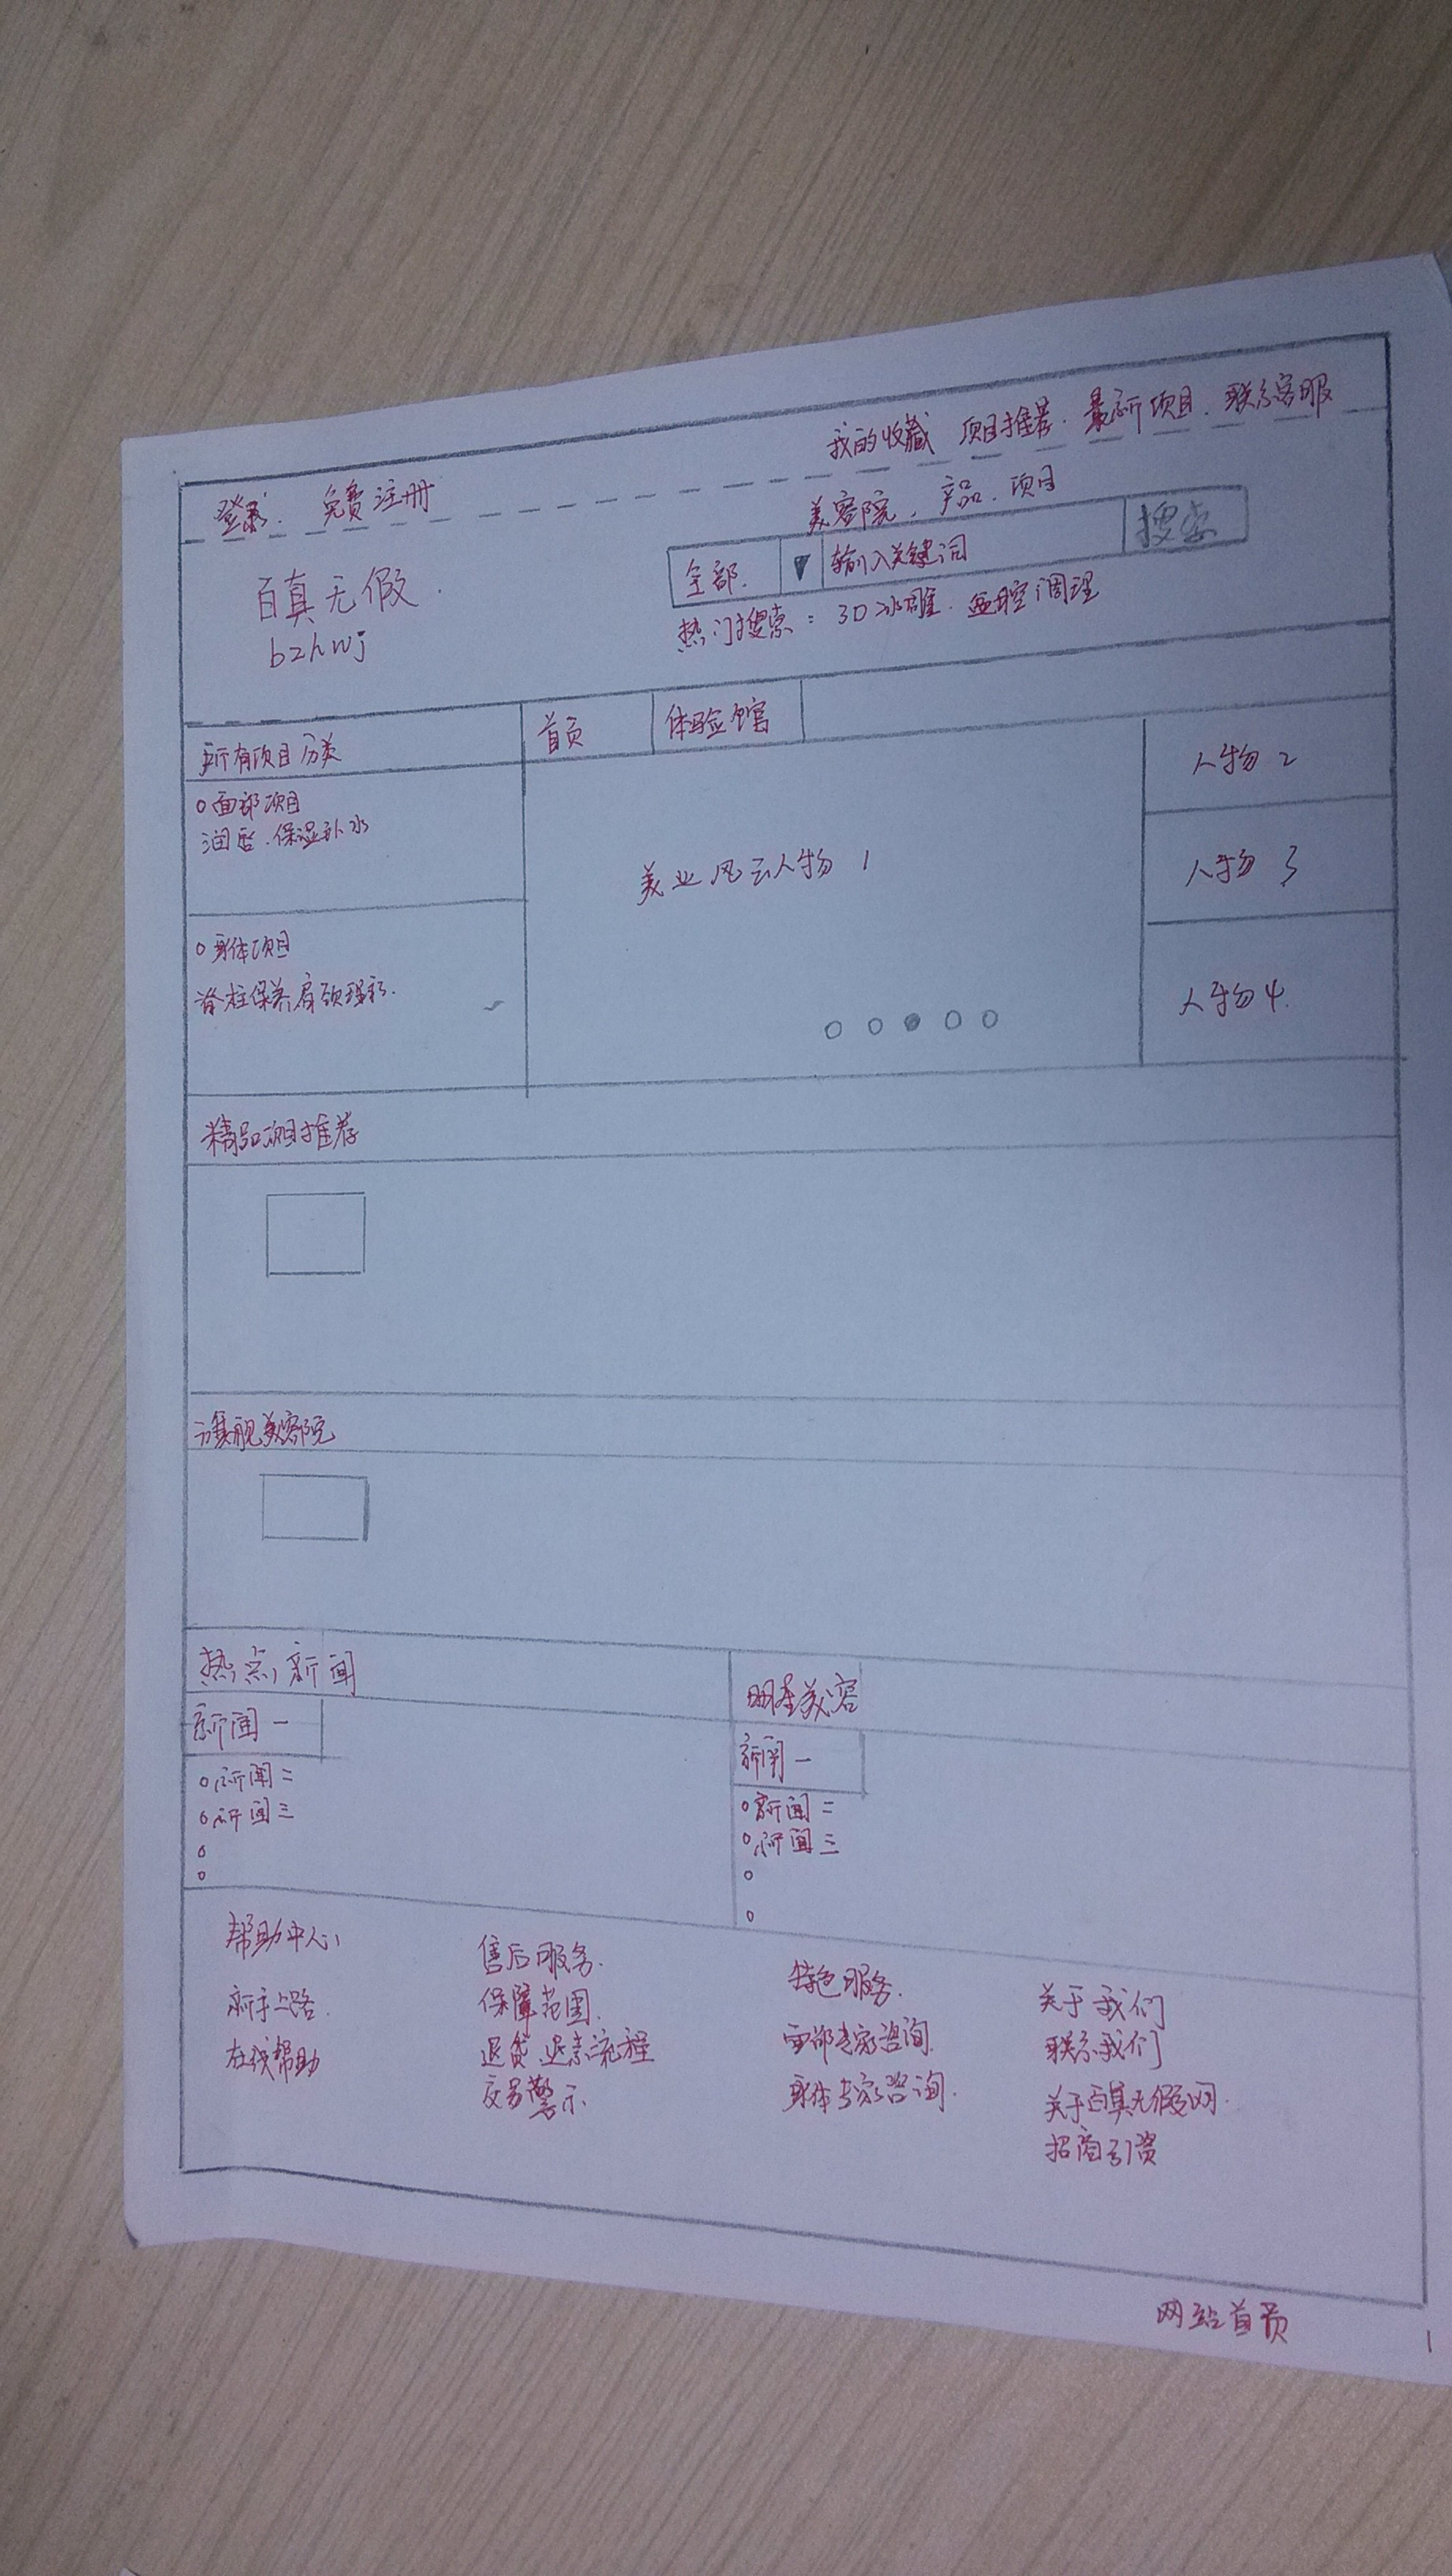 登录. 免费注册
我的收藏 项目推荐. 最新项目. 联系客服
百真无假.
bzhwj
美容院, 产品. 项目
全部. ▼ 输入关键词 搜索
热门搜索: 3D冰雕. 盆腔调理
所有项目分类
首页 体验馆
面部项目
润唇.保湿补水
身体项目
脊柱保养肩颈理疗.
美业风云人物 1
人物 2
人物 3
人物 4.
精品项目推荐
旗舰美容院
热点新闻
新闻一
新闻二
新闻三
明星美容
新闻一
新闻二
新闻三
帮助中心
新手上路.
在线帮助
售后服务.
保障范围.
退货退款流程
交易警示
特色服务.
面部专家咨询.
身体专家咨询.
关于我们
联系我们
关于百真无假网.
招商引资
网站首页
1